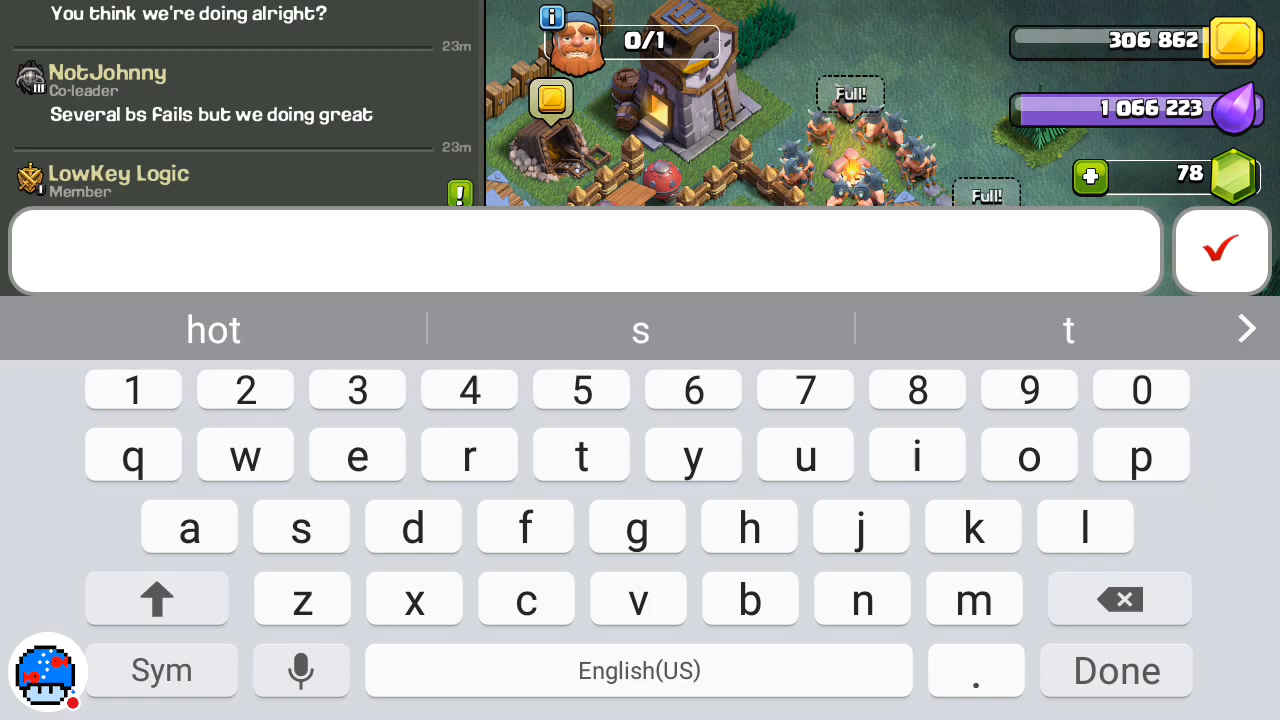 You think we're doing alright?
23m
NotJohnny
III
Co-leader
Several bs fails but we doing great
23m
LowKey Logic
I
Member
!
i
0/1
306 862
Full!
1 066 223
78
Full!
hot s t
1 2 3 4 5 6 7 8 9 0
q w e r t y u i o p
a s d f g h j k l
z x c v b n m
Sym English(US) . Done